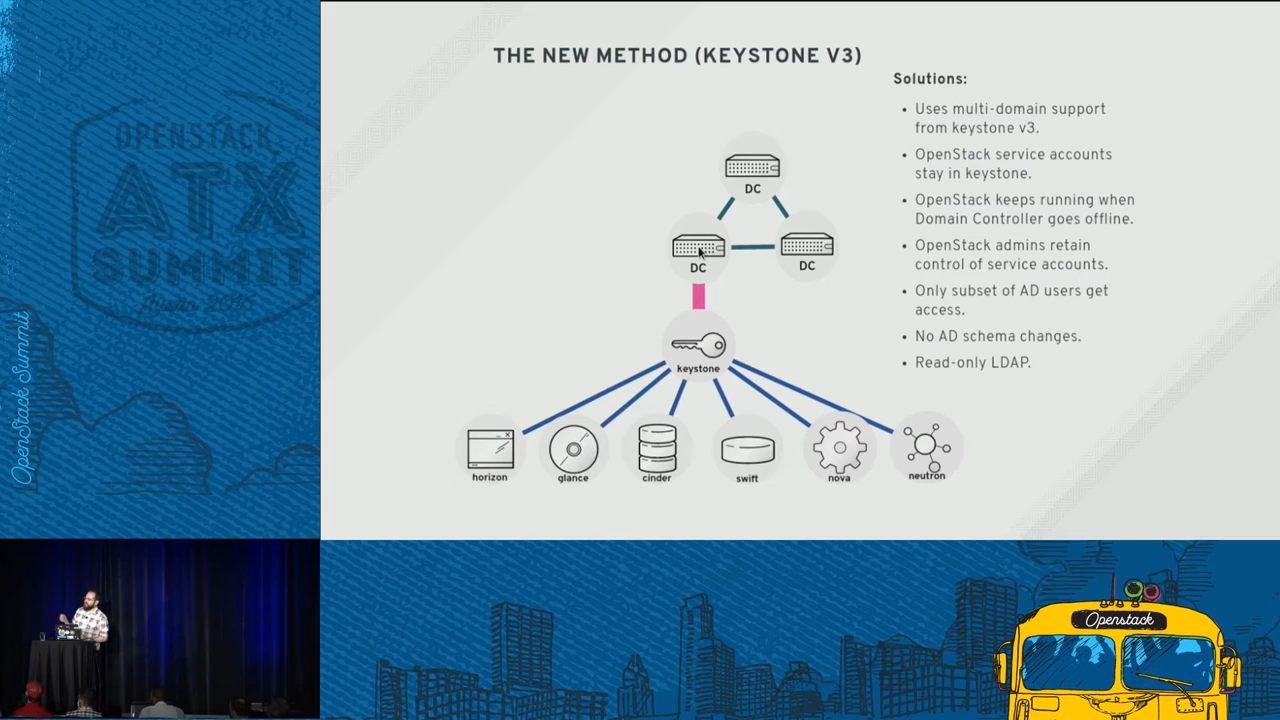 THE NEW METHOD (KEYSTONE V3)
Solutions:
• Uses multi-domain support
from keystone v3.
• OpenStack service accounts
stay in keystone.
• OpenStack keeps running when
Domain Controller goes offline.
• OpenStack admins retain
control of service accounts.
• Only subset of AD users get
access.
• No AD schema changes.
• Read-only LDAP.
DC
DC
DC
keystone
horizon
glance
cinder
swift
nova
neutron
OPENSTACK
ATX
SUMMIT
Austin 2016
OpenStack Summit
Openstack